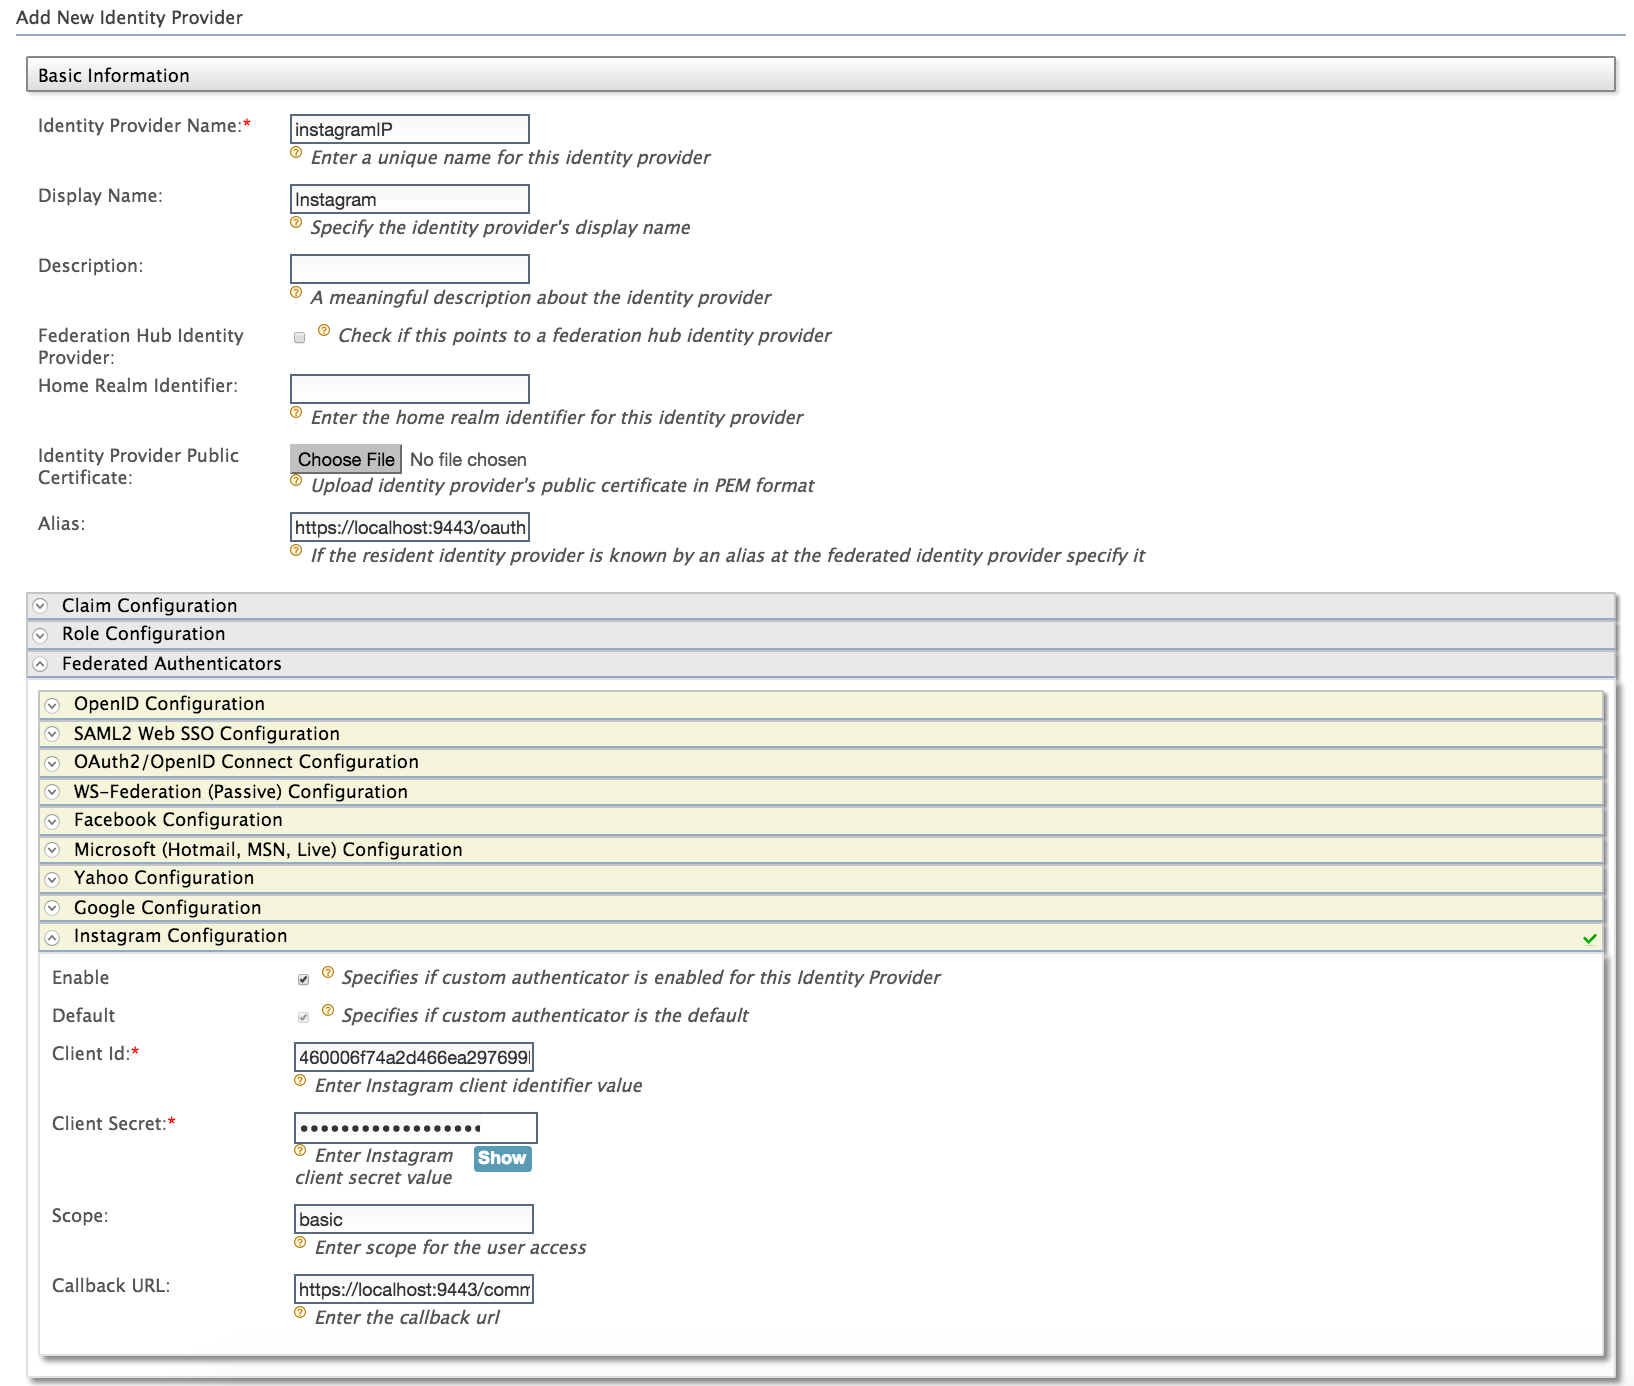 Add New Identity Provider
Basic Information
Identity Provider Name:*
instagramIP
Enter a unique name for this identity provider
Display Name:
Instagram
Specify the identity provider's display name
Description:
A meaningful description about the identity provider
Federation Hub Identity
Provider:
Check if this points to a federation hub identity provider
Home Realm Identifier:
Enter the home realm identifier for this identity provider
Identity Provider Public
Certificate:
Choose File No file chosen
Upload identity provider's public certificate in PEM format
Alias:
https://localhost:9443/oauth
If the resident identity provider is known by an alias at the federated identity provider specify it
Claim Configuration
Role Configuration
Federated Authenticators
OpenID Configuration
SAML2 Web SSO Configuration
OAuth2/OpenID Connect Configuration
WS-Federation (Passive) Configuration
Facebook Configuration
Microsoft (Hotmail, MSN, Live) Configuration
Yahoo Configuration
Google Configuration
Instagram Configuration
Enable
Specifies if custom authenticator is enabled for this Identity Provider
Default
Specifies if custom authenticator is the default
Client Id:*
460006f74a2d466ea297699
Enter Instagram client identifier value
Client Secret:*
••••••••••••••••••
Enter Instagram
client secret value
Show
Scope:
basic
Enter scope for the user access
Callback URL:
https://localhost:9443/comm
Enter the callback url